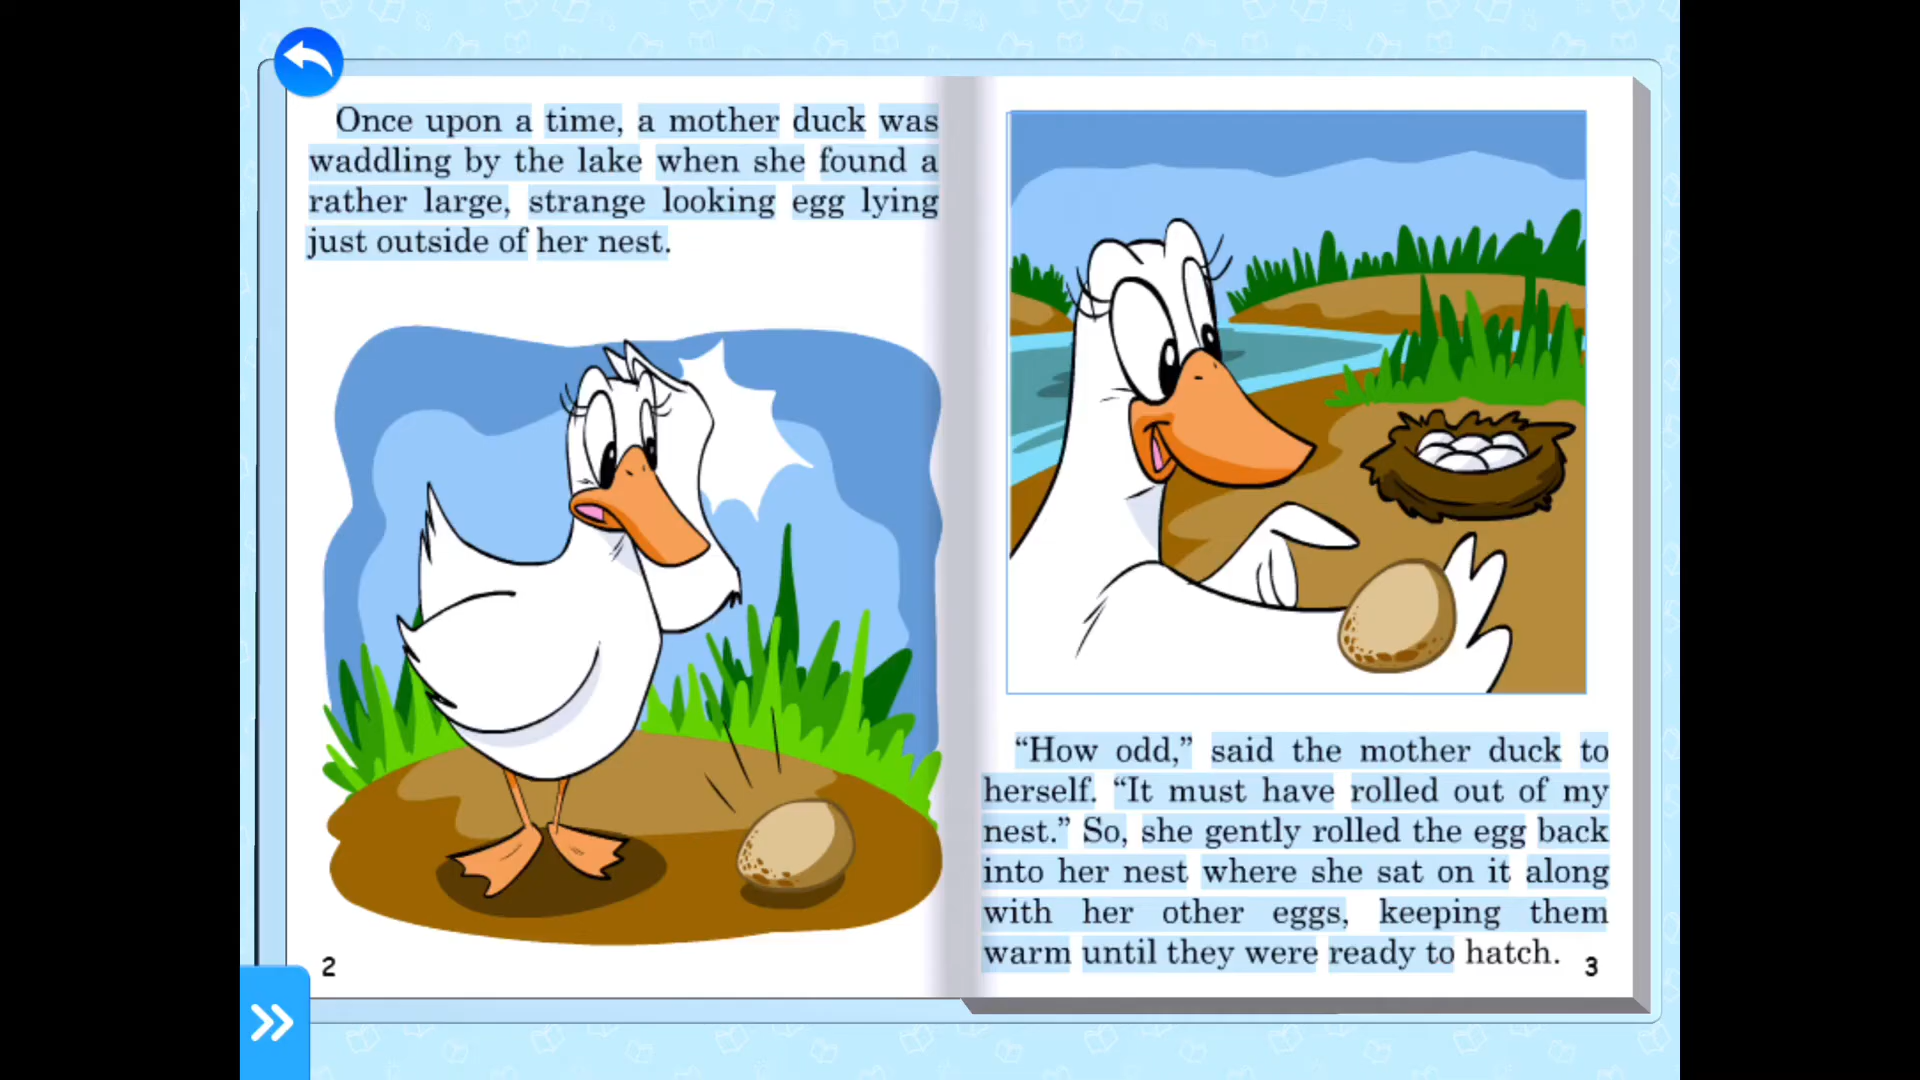 Once upon a time, a mother duck was
waddling by the lake when she found a
rather large, strange looking egg lying
just outside of her nest.
2
“How odd,” said the mother duck to
herself. “It must have rolled out of my
nest.” So, she gently rolled the egg back
into her nest where she sat on it along
with her other eggs, keeping them
warm until they were ready to hatch.
3